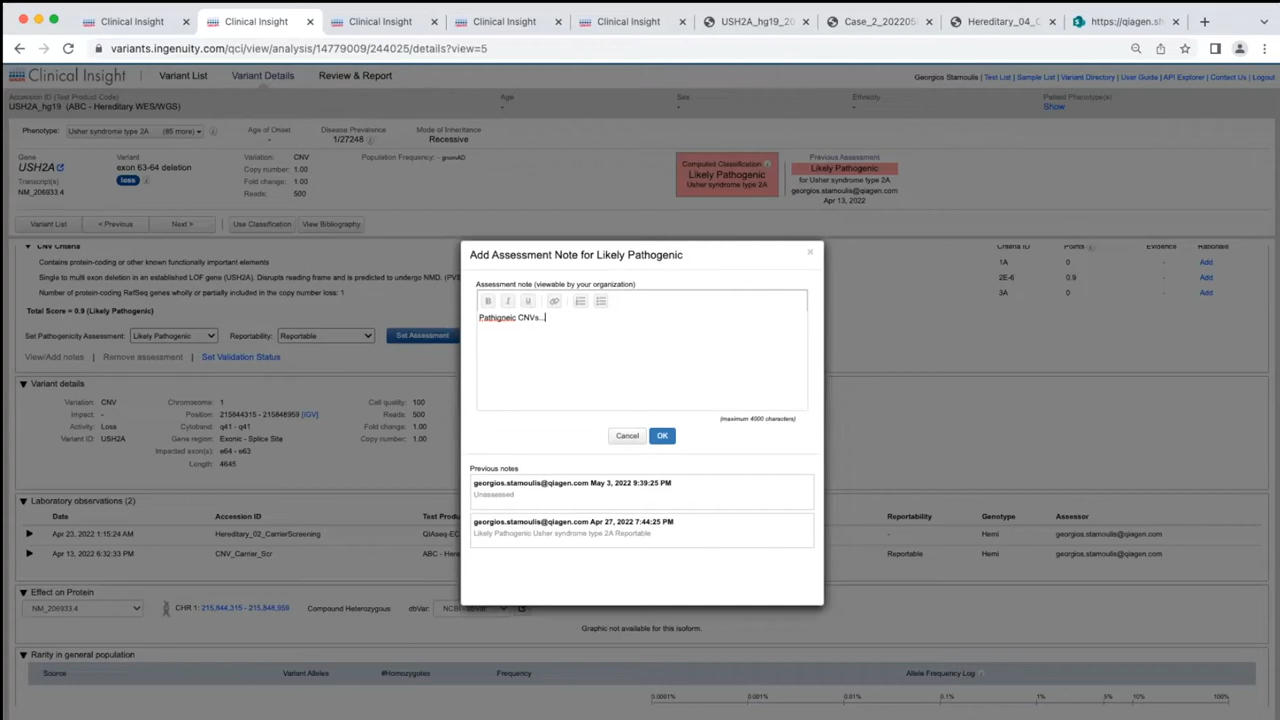 Clinical Insight
Clinical Insight
Clinical Insight
Clinical Insight
Clinical Insight
USH2A_hg19_20
Case_2_202205
Hereditary_04_C
https://qiagen.sh
variants.ingenuity.com/qci/view/analysis/14779009/244025/details?view=5
Clinical Insight Variant List Variant Details Review & Report
Georgios Stamoulis | Test List | Sample List | Variant Directory | User Guide | API Explorer | Contact Us | Logout
Accession ID (Test Product Code) Age Sex Ethnicity Patient Phenotype(s)
USH2A_hg19 (ABC - Hereditary WES/WGS) - - - Show
Phenotype: Usher syndrome type 2A (85 more) Age of Onset Disease Prevalence Mode of Inheritance
- 1/27248 Recessive
Gene Variant Variation: CNV Population Frequency: - gnomAD
USH2A exon 63-64 deletion Copy number: 1.00
loss Fold change: 1.00
Transcript(s) Reads: 500
NM_206933.4
Computed Classification
Likely Pathogenic
Usher syndrome type 2A
Previous Assessment
Likely Pathogenic
for Usher syndrome type 2A
georgios.stamoulis@qiagen.com
Apr 13, 2022
Variant List < Previous Next > Use Classification View Bibliography
CNV Criteria Criteria ID Points Evidence Rationale
Contains protein-coding or other known functionally important elements 1A 0 - Add
Single to multi exon deletion in an established LOF gene (USH2A). Disrupts reading frame and is predicted to undergo NMD. (PVS 2E-6 0.9 - Add
Number of protein-coding RefSeq genes wholly or partially included in the copy number loss: 1 3A 0 - Add
Total Score = 0.9 (Likely Pathogenic)
Set Pathogenicity Assessment: Likely Pathogenic Reportability: Reportable Set Assessment
View/Add notes Remove assessment Set Validation Status
Add Assessment Note for Likely Pathogenic ×
Assessment note (viewable by your organization)
B I U
Pathigneic CNVs...
(maximum 4000 characters)
Cancel OK
Previous notes
georgios.stamoulis@qiagen.com May 3, 2022 9:39:25 PM
Unassessed
georgios.stamoulis@qiagen.com Apr 27, 2022 7:44:25 PM
Likely Pathogenic Usher syndrome type 2A Reportable
Variant details
Variation: CNV Chromosome: 1 Cell quality: 100
Impact: - Position: 215844315 - 215848959 [IGV] Reads: 500
Activity: Loss Cytoband: q41 - q41 Fold change: 1.00
Variant ID: USH2A Gene region: Exonic - Splice Site Copy number: 1.00
Impacted exon(s): e64 - e63
Length: 4645
Laboratory observations (2)
Date Accession ID Test Produ Reportability Genotype Assessor
Apr 23, 2022 1:15:24 AM Hereditary_02_CarrierScreening QIAseq-EC - Hemi georgios.stamoulis@qiagen.com
Apr 13, 2022 6:32:33 PM CNV_Carrier_Scr ABC - Here Reportable Hemi georgios.stamoulis@qiagen.com
Effect on Protein
NM_206933.4 CHR 1: 215,844,315 - 215,848,959 Compound Heterozygous dbVar: NCBI dbVar
Graphic not available for this isoform.
Rarity in general population
Source Variant Alleles #Homozygotes Frequency Allele Frequency Log
0.0001% 0.001% 0.01% 0.1% 1% 5% 10% 100%